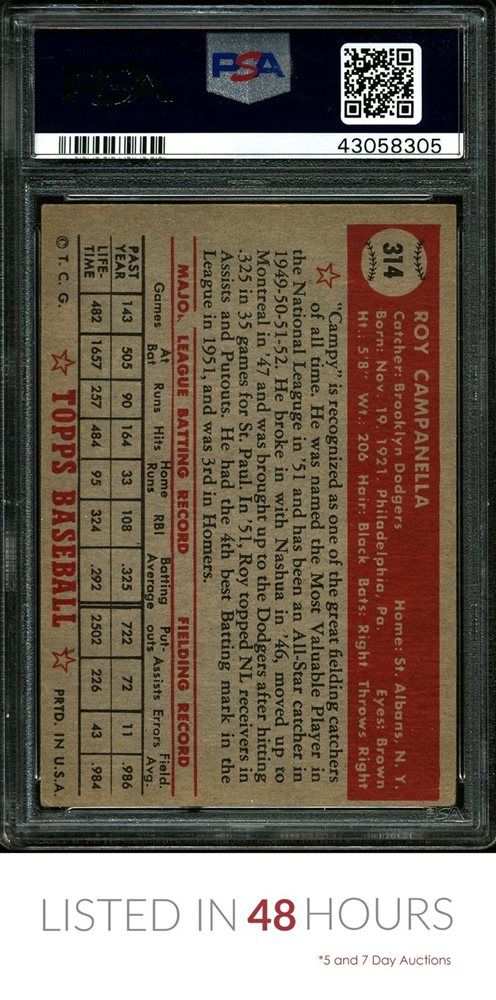 PSA
PSA
43058305
314
ROY CAMPANELLA
Catcher: Brooklyn Dodgers Home: St. Albans, N. Y.
Born: Nov. 19, 1921 Philadelphia, Pa. Eyes: Brown
Ht.: 5'8" Wt.: 206 Hair: Black Bats: Right Throws Right
"Campy" is recognized as one of the great fielding catchers
of all time. He was named the Most Valuable Player in
the National Leaguge in '51 and has been an All-Star catcher in
1949-50-51-52. He broke in with Nashua in '46, moved up to
Montreal in '47 and was brought up to the Dodgers after hitting
.325 in 35 games for St. Paul. In '51, Roy topped NL receivers in
Assists and Putouts. He had the 4th best Batting mark in the
League in 1951, and was 3rd in Homers.
MAJOR LEAGUE BATTING RECORD FIELDING RECORD
Games At Bat Runs Hits Home Runs RBI Batting Average Put-outs Assists Errors Field. Avg.
PAST YEAR 143 505 90 164 33 108 .325 722 72 11 .986
LIFE-TIME 482 1657 257 484 95 324 .292 2502 226 43 .984
© T. C. G. TOPPS BASEBALL PRTD. IN U.S.A.
PSA
LISTED IN 48 HOURS
*5 and 7 Day Auctions